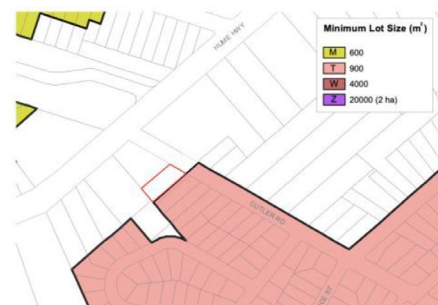 HUME HWY
Minimum Lot Size (m²)
M 600
T 900
W 4000
Z 20000 (2 ha)
CUTLER RD